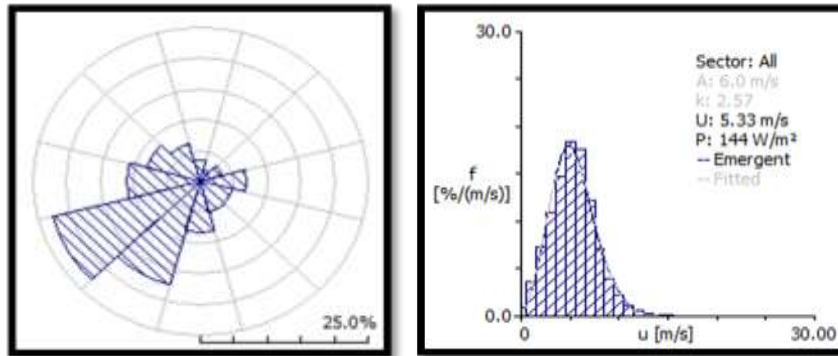 25.0%
30.0
Sector: All
A: 6.0 m/s
k: 2.57
U: 5.33 m/s
P: 144 W/m²
-- Emergent
-- Fitted
f
[%/(m/s)]
0.0
0 u [m/s] 30.00